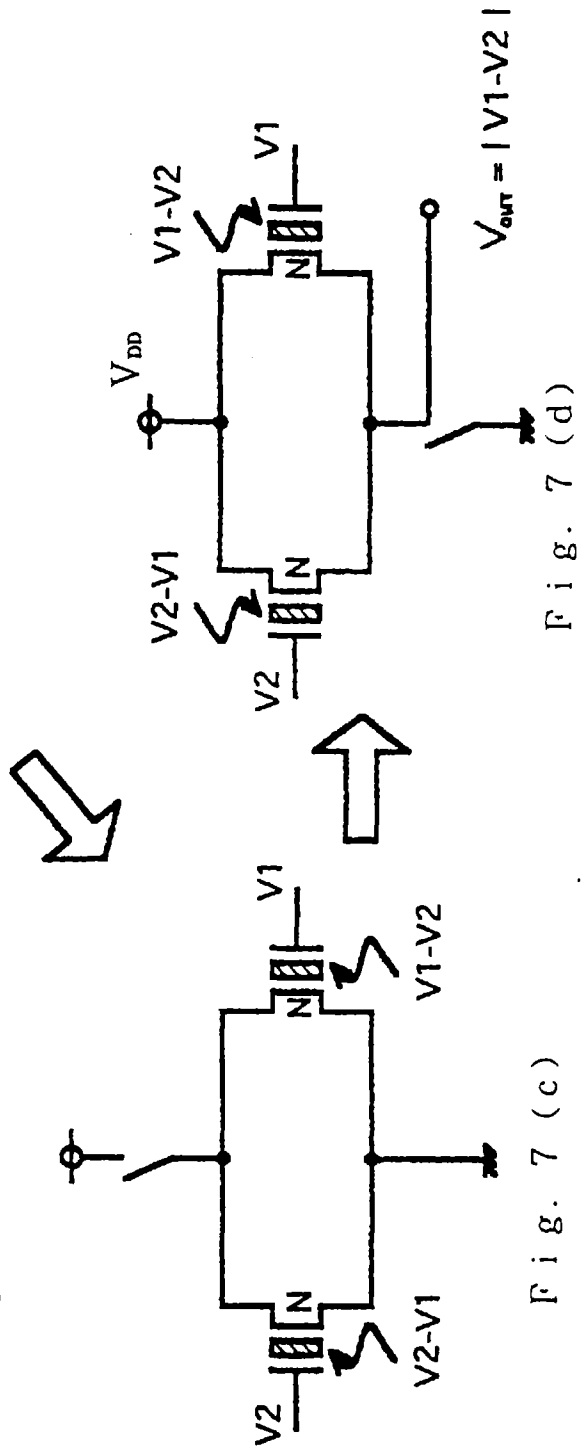 V2
V2-V1
N
N
V1-V2
V1
Fig. 7 (c)
V_DD
V2-V1
V1-V2
V2
N
N
V1
V_OUT = | V1-V2 |
Fig. 7 (d)